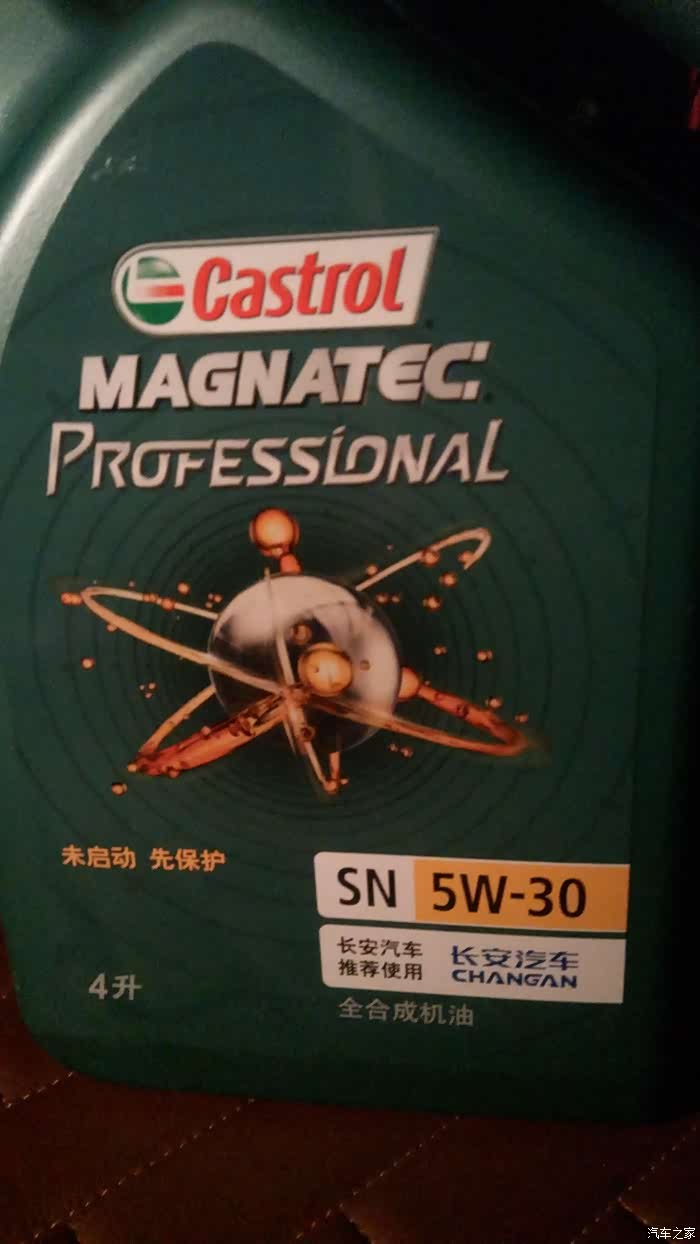 Castrol
MAGNATEC
PROFESSIONAL
未启动 先保护
SN 5W-30
长安汽车
推荐使用
长安汽车
CHANGAN
4升
全合成机油
汽车之家